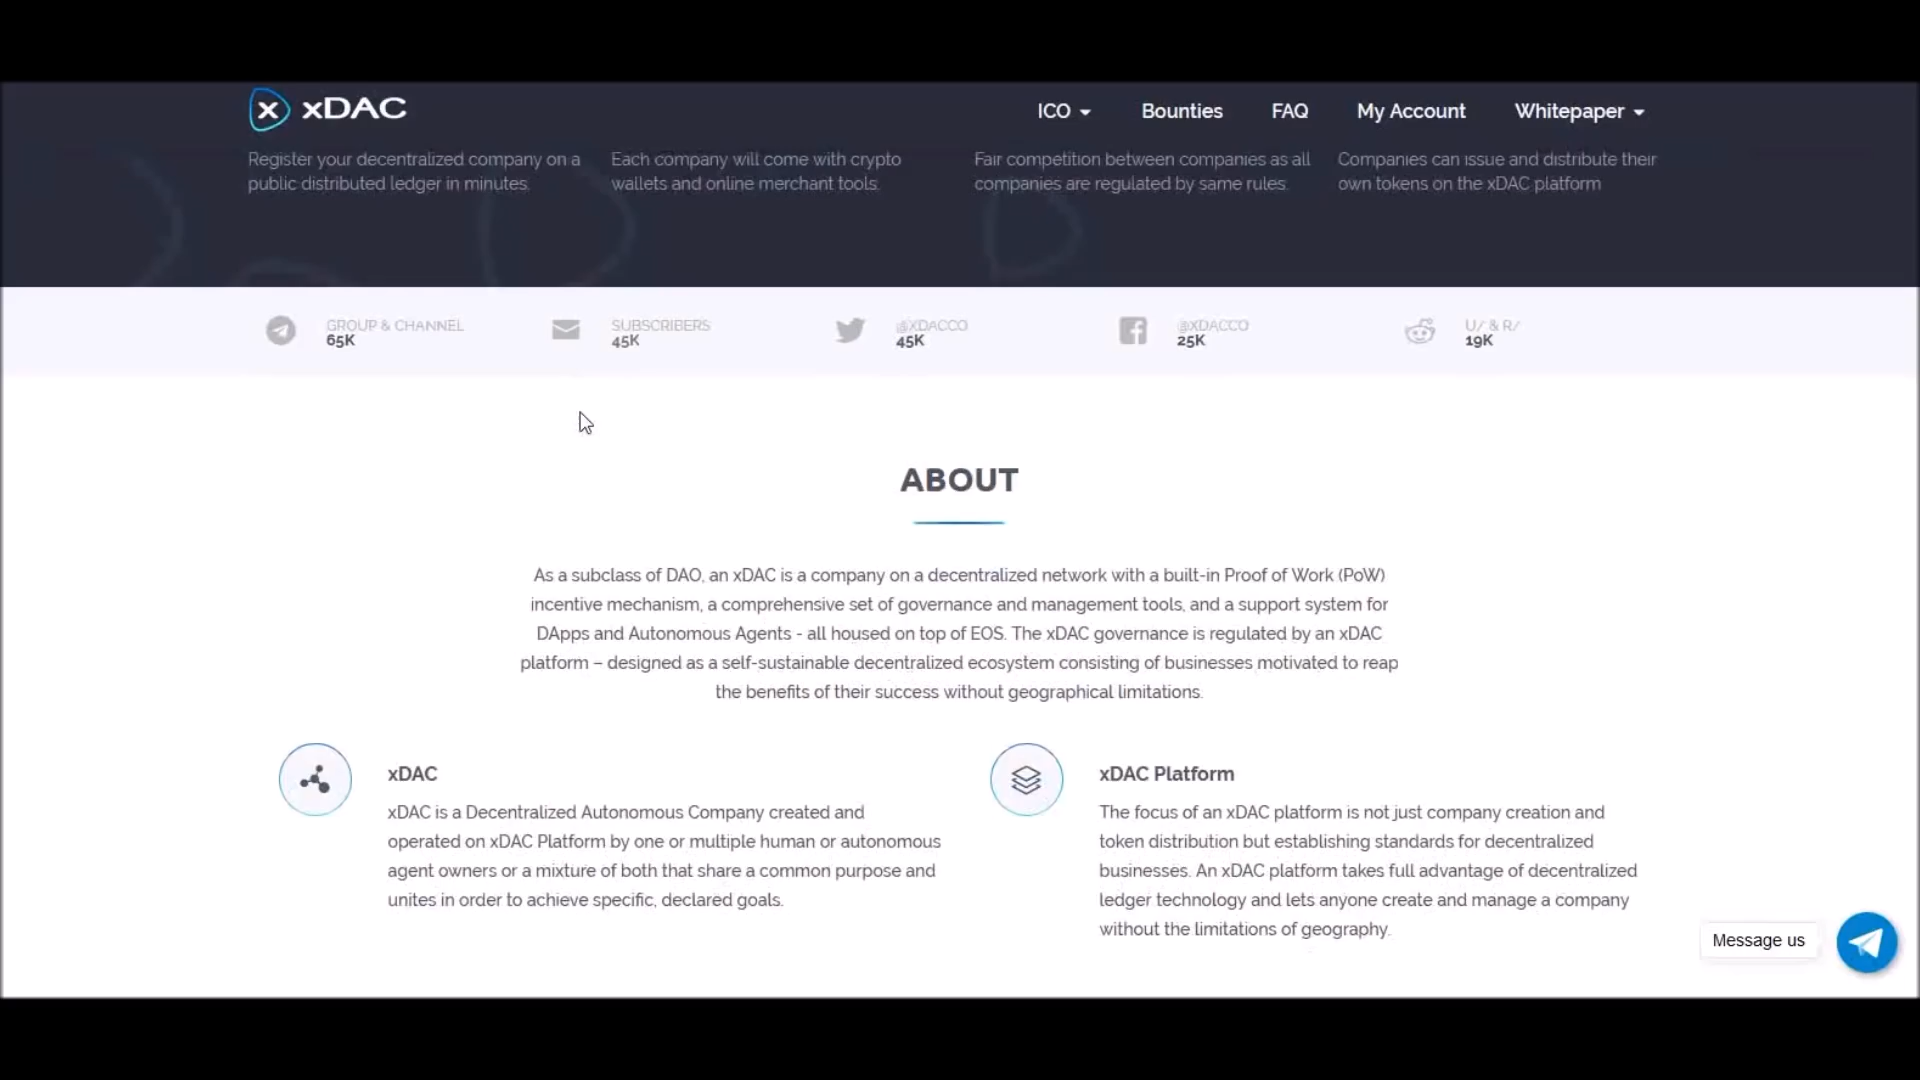 x xDAC
ICO Bounties FAQ My Account Whitepaper
Register your decentralized company on a
public distributed ledger in minutes.
Each company will come with crypto
wallets and online merchant tools.
Fair competition between companies as all
companies are regulated by same rules.
Companies can issue and distribute their
own tokens on the xDAC platform
GROUP & CHANNEL
65K
SUBSCRIBERS
45K
@XDACCO
45K
@XDACCO
25K
U/ & R/
19K
ABOUT
As a subclass of DAO, an xDAC is a company on a decentralized network with a built-in Proof of Work (PoW)
incentive mechanism, a comprehensive set of governance and management tools, and a support system for
DApps and Autonomous Agents - all housed on top of EOS. The xDAC governance is regulated by an xDAC
platform – designed as a self-sustainable decentralized ecosystem consisting of businesses motivated to reap
the benefits of their success without geographical limitations.
xDAC
xDAC is a Decentralized Autonomous Company created and
operated on xDAC Platform by one or multiple human or autonomous
agent owners or a mixture of both that share a common purpose and
unites in order to achieve specific, declared goals.
xDAC Platform
The focus of an xDAC platform is not just company creation and
token distribution but establishing standards for decentralized
businesses. An xDAC platform takes full advantage of decentralized
ledger technology and lets anyone create and manage a company
without the limitations of geography.
Message us